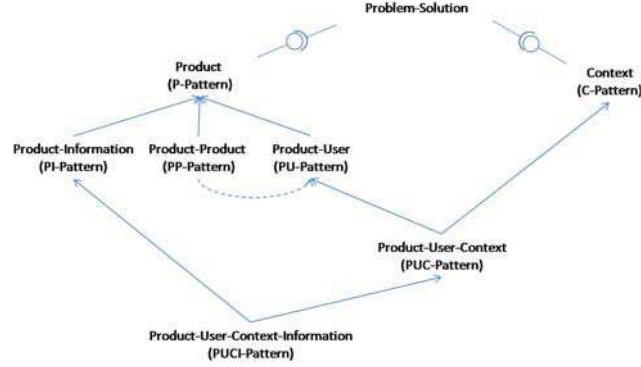 Problem-Solution
Product
(P-Pattern)
Context
(C-Pattern)
Product-Information
(PI-Pattern)
Product-Product
(PP-Pattern)
Product-User
(PU-Pattern)
Product-User-Context
(PUC-Pattern)
Product-User-Context-Information
(PUCI-Pattern)